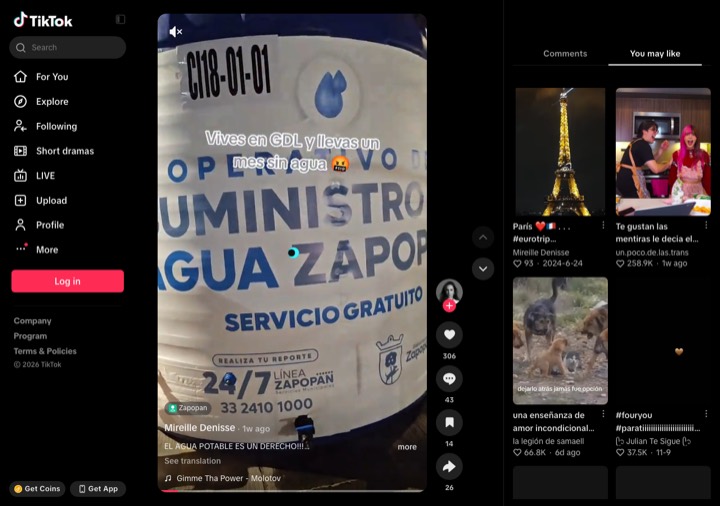 TikTok
Search
For You
Explore
Following
Short dramas
LIVE
Upload
Profile
More
Log in
Company
Program
Terms & Policies
© 2026 TikTok
Get Coins
Get App
CI18-01-01
Vives en GDL y llevas un
mes sin agua 🤬
OPERATIVO D
SUMINISTRO
AGUA ZAPOP
SERVICIO GRATUITO
REALIZA TU REPORTE
24/7 LÍNEA
ZAPOPAN
33 2410 1000
Zapopan
Mireille Denisse · 1w ago
EL AGUA POTABLE ES UN DERECHO!!!
more
See translation
Gimme Tha Power - Molotov
306
43
14
26
Comments
You may like
París ❤️🇫🇷 . . .
#eurotrip...
Mireille Denisse
93 · 2024-6-24
Te gustan las
mentiras le decia el...
un.poco.de.las.trans
258.9K · 1w ago
dejarlo atrás jamás fue opción
una enseñanza de
amor incondicional...
la legión de samaell
66.8K · 6d ago
#fouryou
Julian Te Sigue
37.5K · 11-9